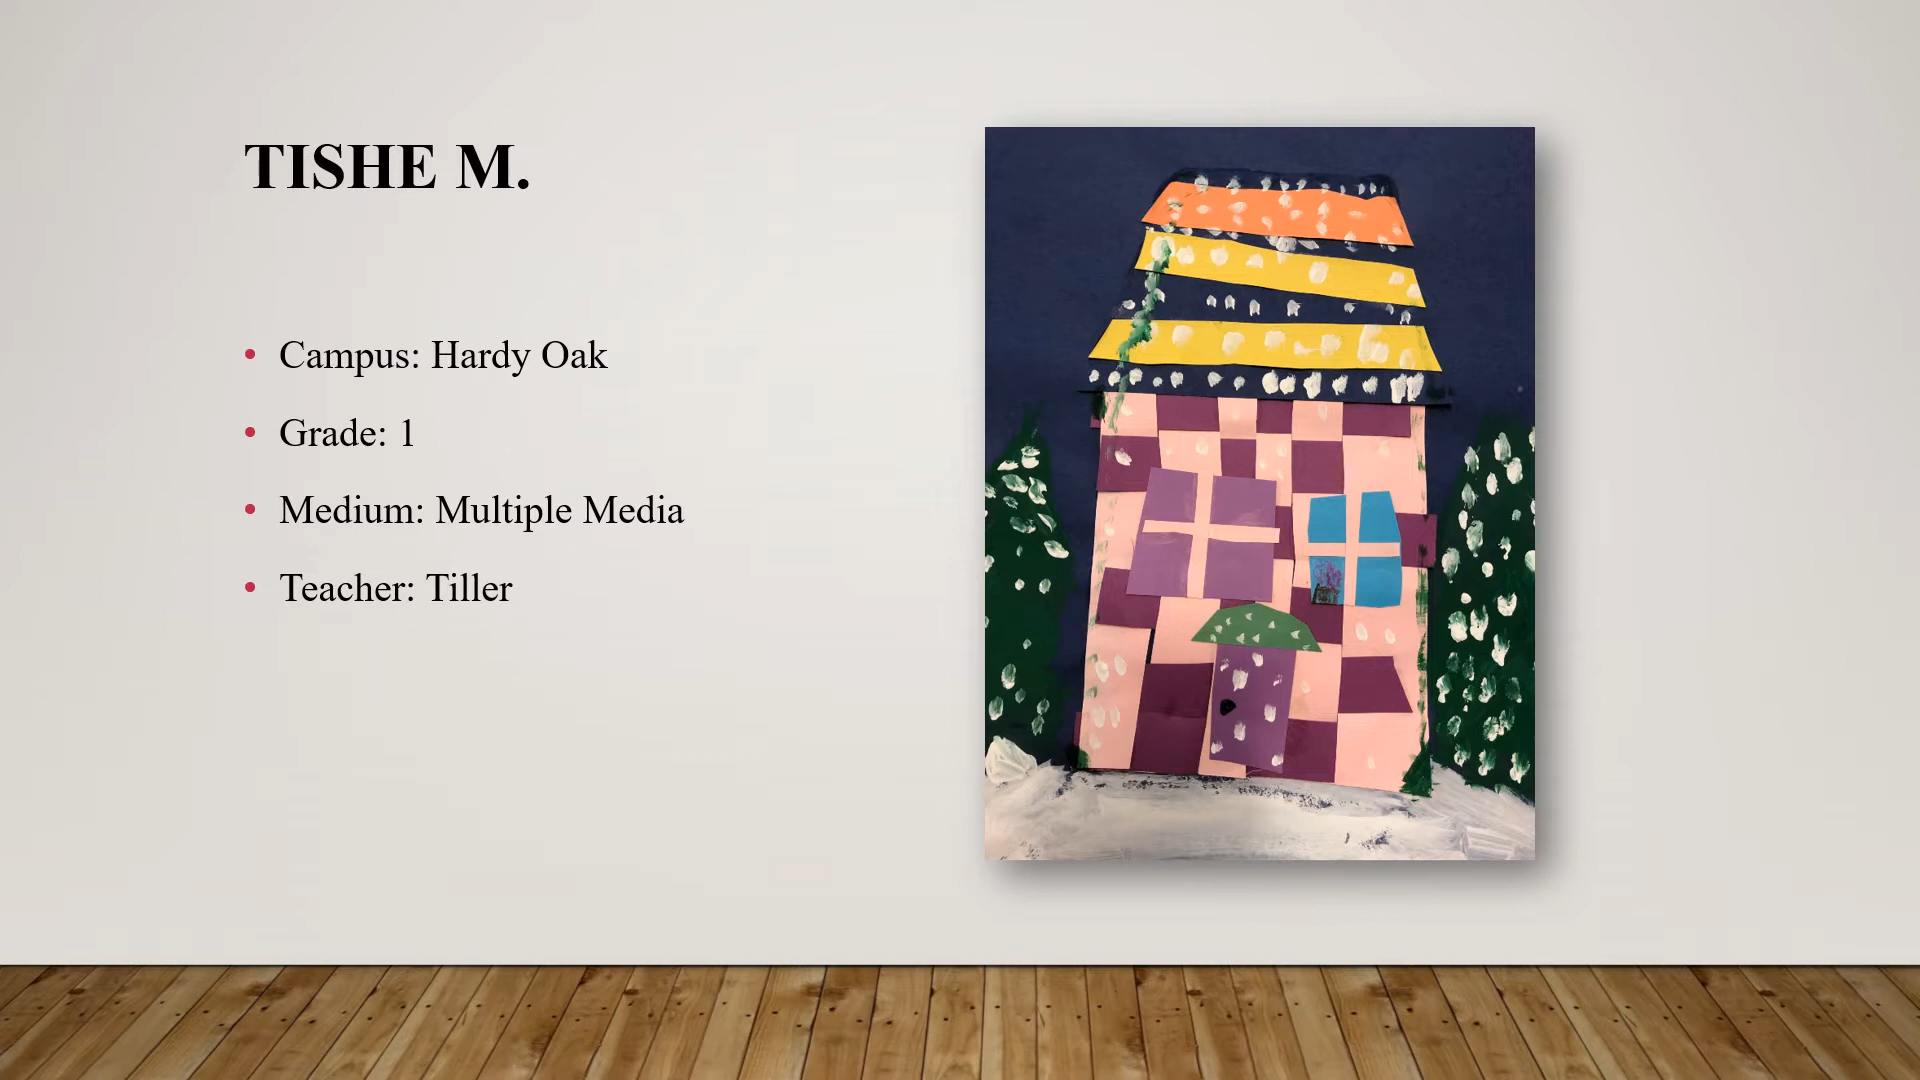 TISHE M.
• Campus: Hardy Oak
• Grade: 1
• Medium: Multiple Media
• Teacher: Tiller